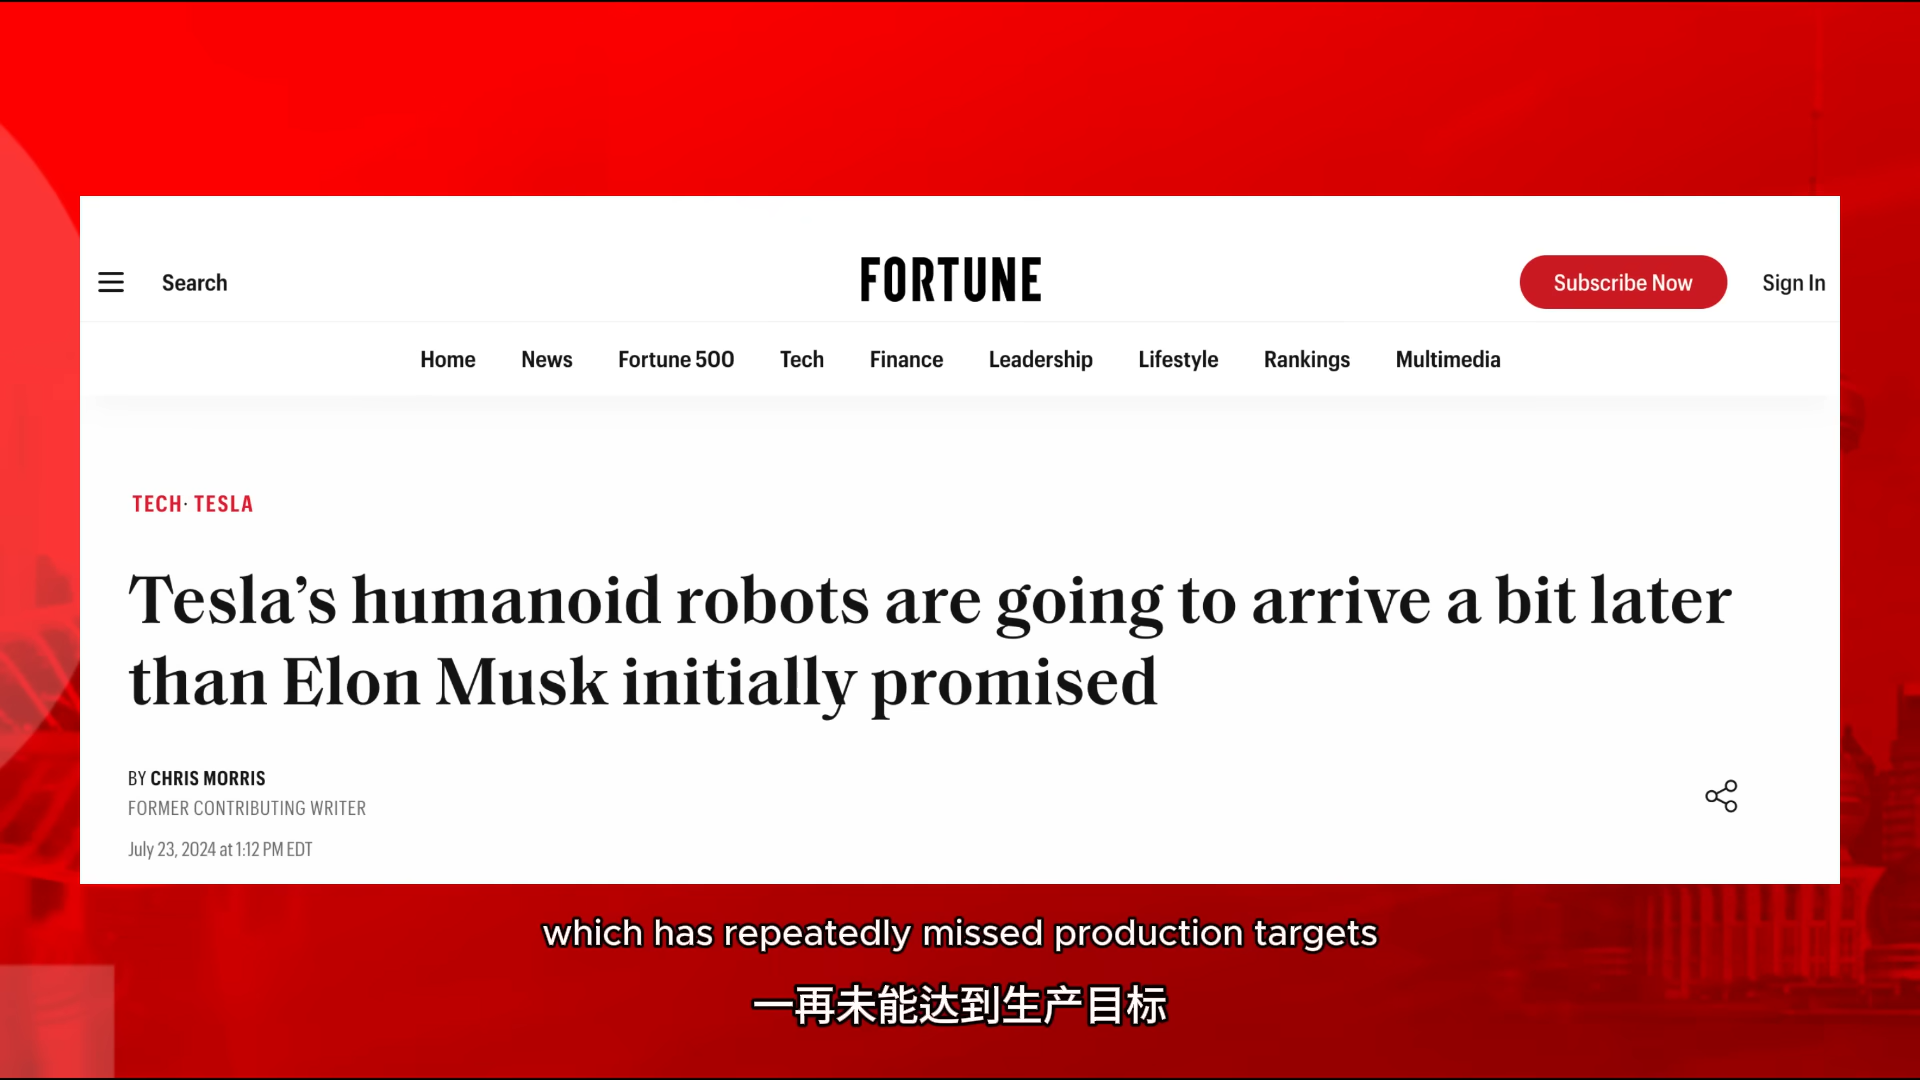 Search
FORTUNE
Subscribe Now
Sign In
Home News Fortune 500 Tech Finance Leadership Lifestyle Rankings Multimedia
TECH· TESLA
Tesla’s humanoid robots are going to arrive a bit later
than Elon Musk initially promised
BY CHRIS MORRIS
FORMER CONTRIBUTING WRITER
July 23, 2024 at 1:12 PM EDT
which has repeatedly missed production targets
一再未能达到生产目标